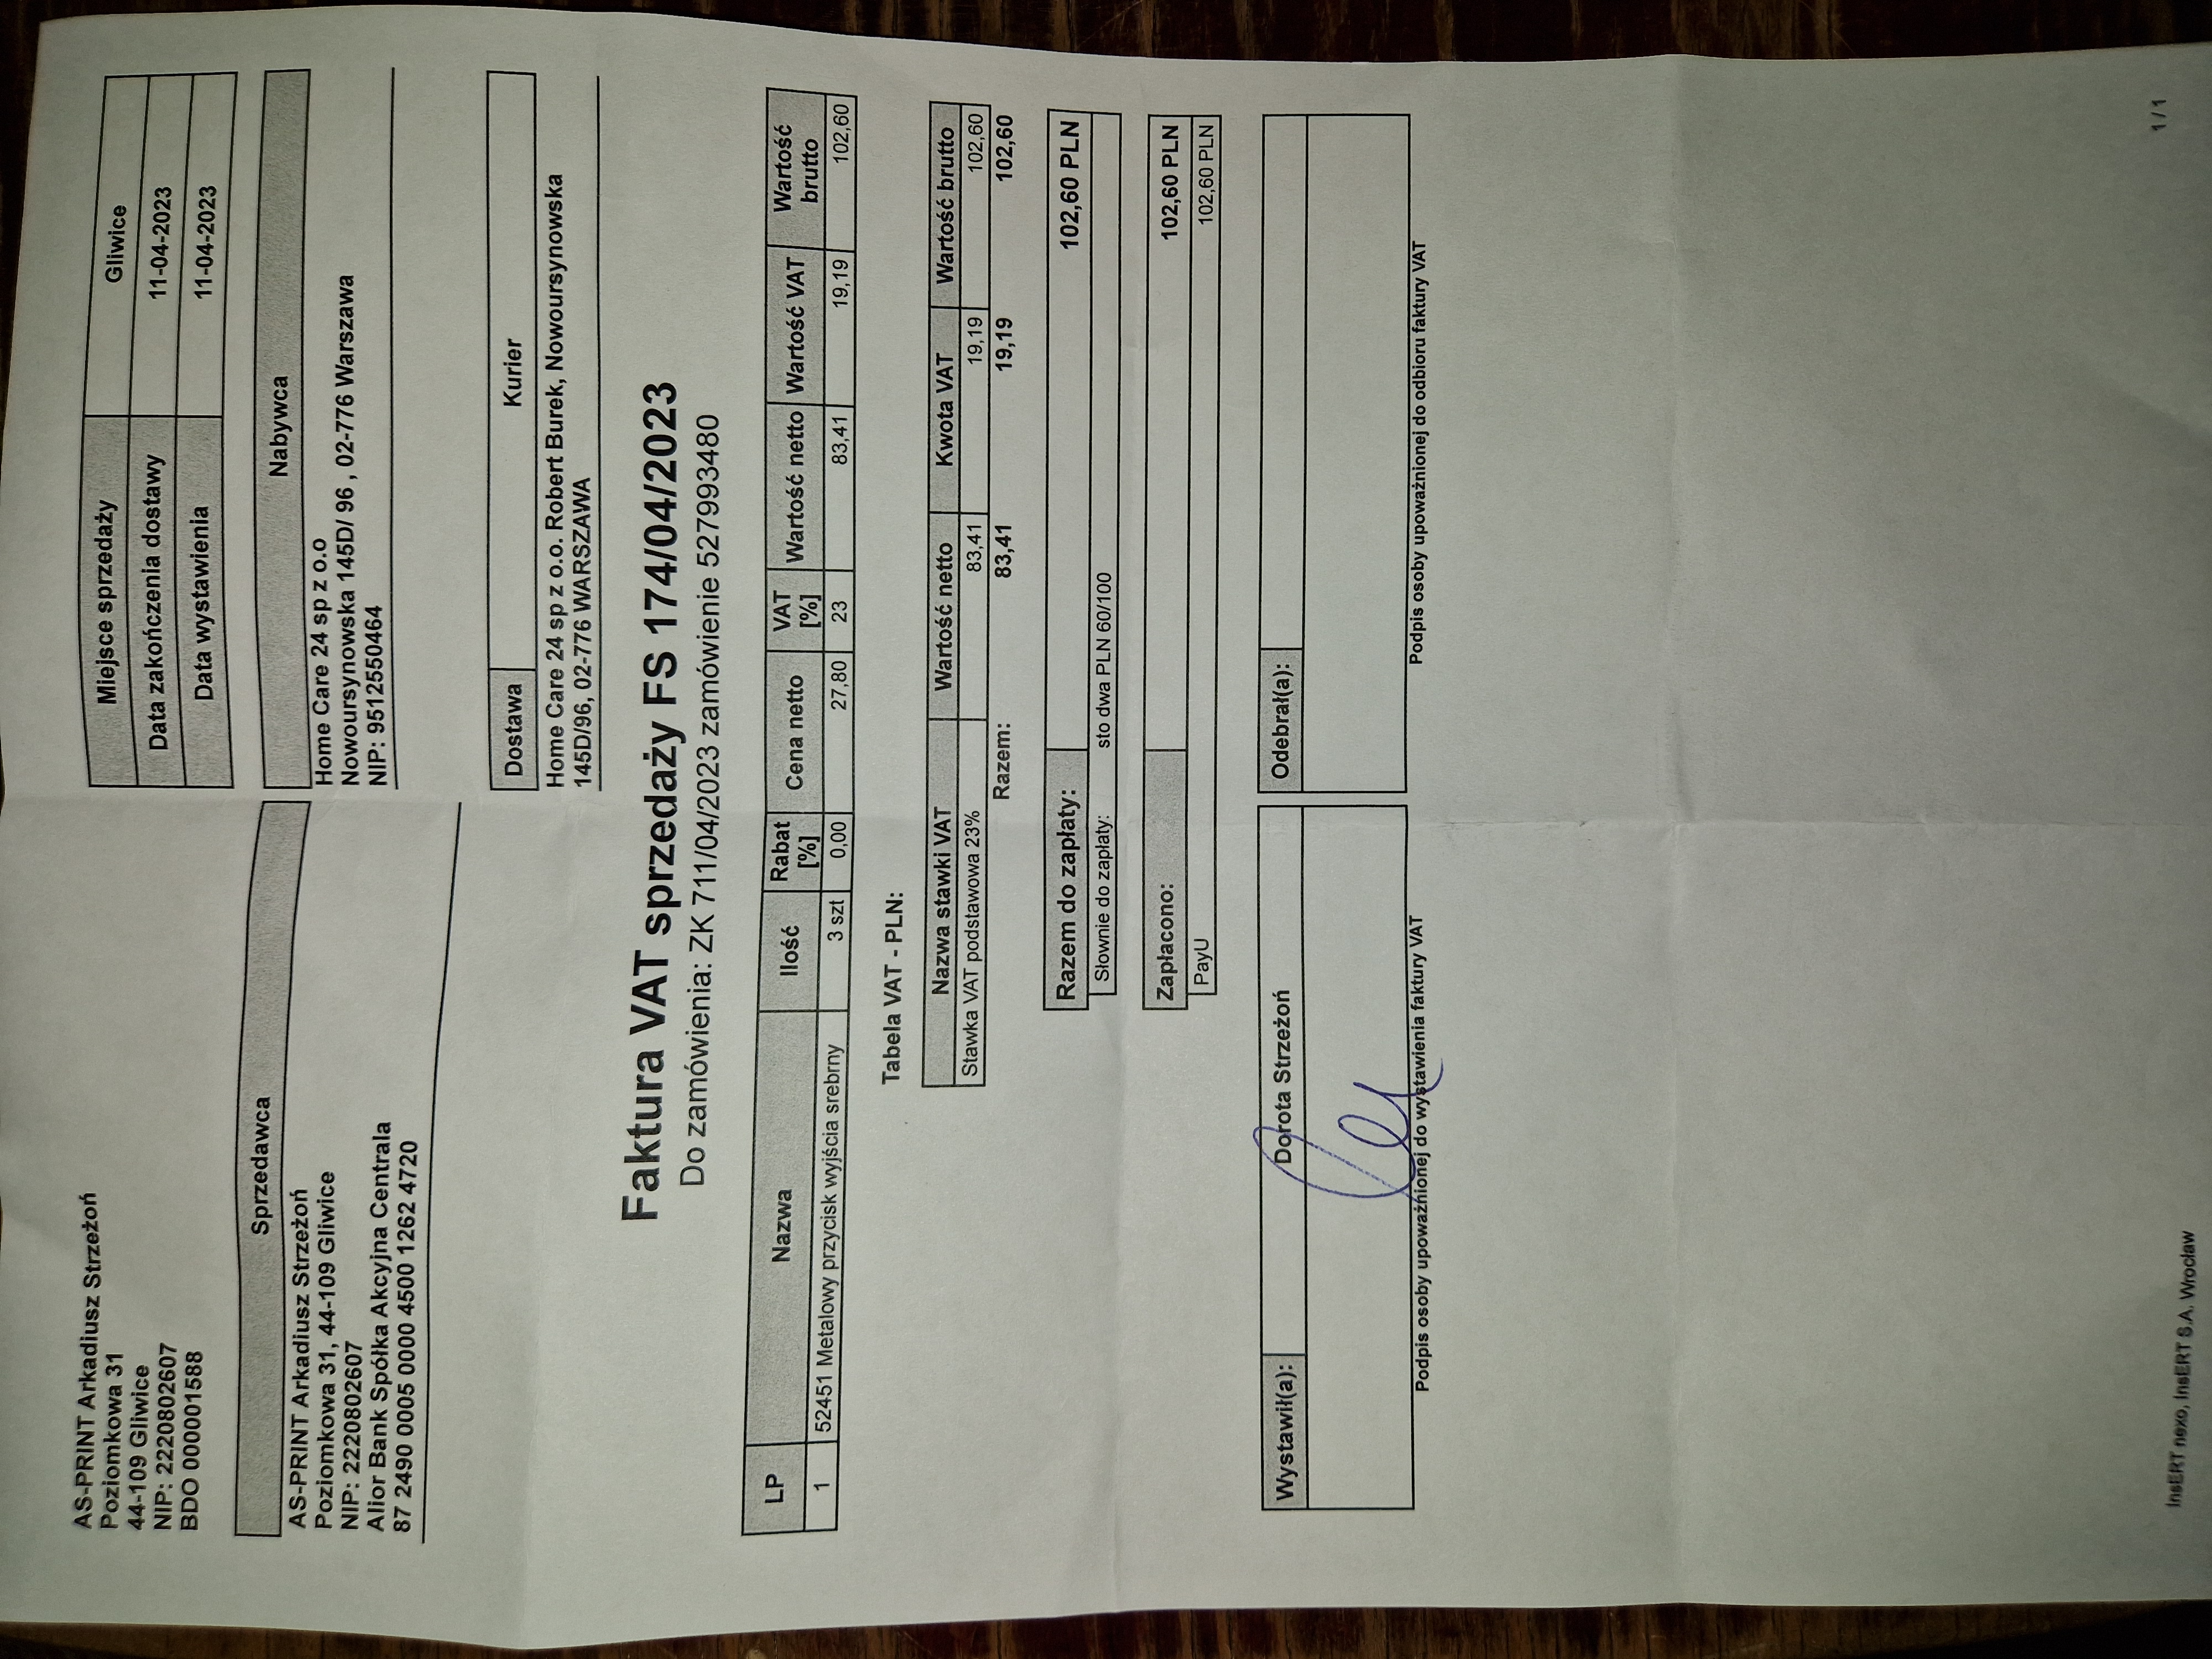 AS-PRINT Arkadiusz Strzeżoń
Poziomkowa 31
44-109 Gliwice
NIP: 2220802607
BDO 000001588
Miejsce sprzedaży Gliwice
Data zakończenia dostawy 11-04-2023
Data wystawienia 11-04-2023
Sprzedawca
AS-PRINT Arkadiusz Strzeżoń
Poziomkowa 31, 44-109 Gliwice
NIP: 2220802607
Alior Bank Spółka Akcyjna Centrala
87 2490 0005 0000 4500 1262 4720
Nabywca
Home Care 24 sp z o.o
Nowoursynowska 145D/ 96 , 02-776 Warszawa
NIP: 9512550464
Dostawa Kurier
Home Care 24 sp z o.o. Robert Burek, Nowoursynowska
145D/96, 02-776 WARSZAWA
Faktura VAT sprzedaży FS 174/04/2023
Do zamówienia: ZK 711/04/2023 zamówienie 527993480
LP Nazwa Ilość Rabat [%] Cena netto VAT [%] Wartość netto Wartość VAT Wartość brutto
1 52451 Metalowy przycisk wyjścia srebrny 3 szt 0,00 27,80 23 83,41 19,19 102,60
Tabela VAT - PLN:
Nazwa stawki VAT Wartość netto Kwota VAT Wartość brutto
Stawka VAT podstawowa 23% 83,41 19,19 102,60
Razem: 83,41 19,19 102,60
Razem do zapłaty: 102,60 PLN
Słownie do zapłaty: sto dwa PLN 60/100
Zapłacono: 102,60 PLN
PayU 102,60 PLN
Wystawił(a): Dorota Strzeżoń
Podpis osoby upoważnionej do wystawienia faktury VAT
Odebrał(a):
Podpis osoby upoważnionej do odbioru faktury VAT
InsERT nexo, InsERT S.A. Wrocław
1 / 1